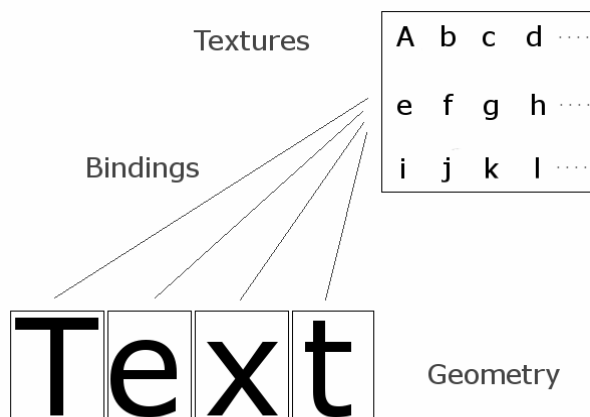 Textures
A b c d ....
e f g h ....
i j k l ....
Bindings
Text
Geometry